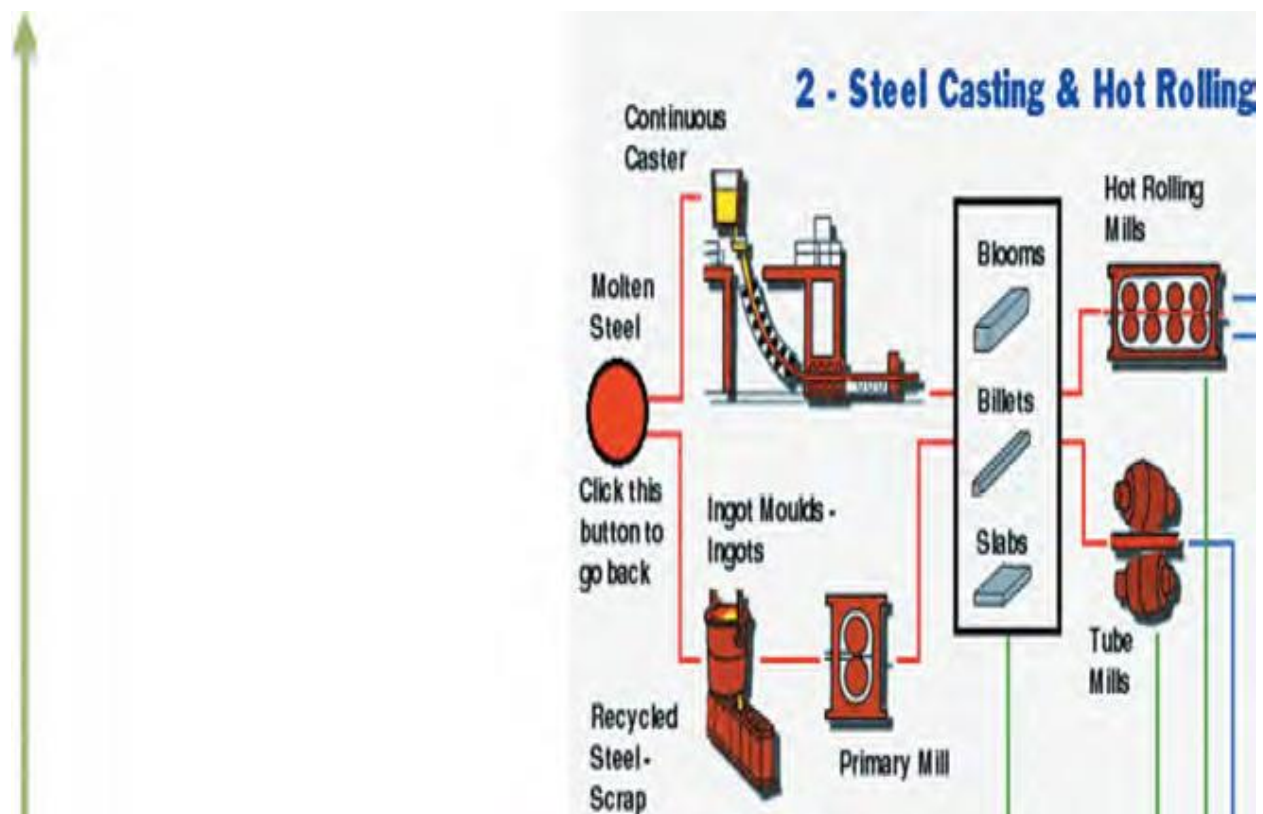 2 - Steel Casting & Hot Rolling
Continuous
Caster
Hot Rolling
Mills
Blooms
Molten
Steel
Billets
Click this
button to
go back
Ingot Moulds -
Ingots
Slabs
Tube
Mills
Recycled
Steel -
Scrap
Primary Mill